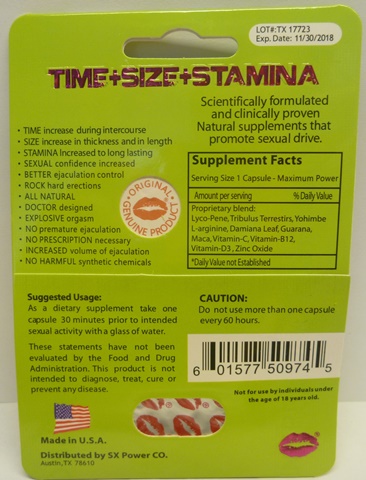 LOT#:TX 17723
Exp. Date: 11/30/2018
TIME+SIZE+STAMINA
Scientifically formulated
and clinically proven
Natural supplements that
promote sexual drive.
• TIME increase during intercourse
• SIZE increase in thickness and in length
• STAMINA Increased to long lasting
• SEXUAL confidence increased
• BETTER ejaculation control
• ROCK hard erections
• ALL NATURAL
• DOCTOR designed
• EXPLOSIVE orgasm
• NO premature ejaculation
• NO PRESCRIPTION necessary
• INCREASED volume of ejaculation
• NO HARMFUL synthetic chemicals
• ORIGINAL •
GENUINE PRODUCT
Supplement Facts
Serving Size 1 Capsule - Maximum Power
Amount per serving % Daily Value
Proprietary blend:
Lyco-Pene, Tribulus Terrestirs, Yohimbe
L-arginine, Damiana Leaf, Guarana,
Maca, Vitamin-C, Vitamin-B12,
Vitamin-D3 , Zinc Oxide
*Daily value not Established
Suggested Usage:
As a dietary supplement take one
capsule 30 minutes prior to intended
sexual activity with a glass of water.
These statements have not been
evaluated by the Food and Drug
Administration. This product is not
intended to diagnose, treat, cure or
prevent any disease.
CAUTION:
Do not use more than one capsule
every 60 hours.
6 01577 50974 5
Not for use by individuals under
the age of 18 years old.
Made in U.S.A.
Distributed by SX Power CO.
Austin, TX 78610